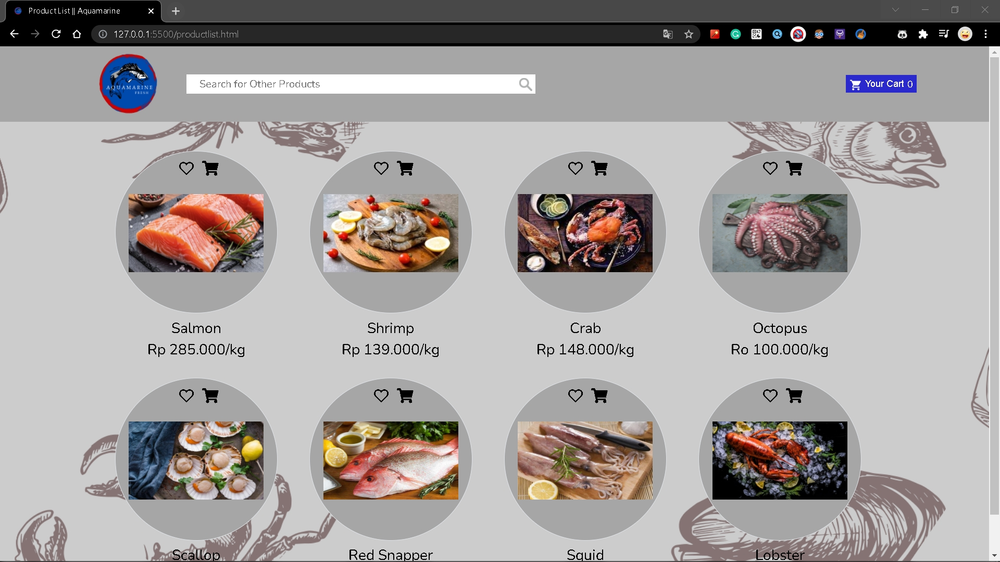 Product List || Aquamarine
127.0.0.1:5500/productlist.html
AQUAMARINE
FRESH
Search for Other Products
Your Cart 0
Salmon
Rp 285.000/kg
Shrimp
Rp 139.000/kg
Crab
Rp 148.000/kg
Octopus
Ro 100.000/kg
Scallop
Red Snapper
Squid
Lobster